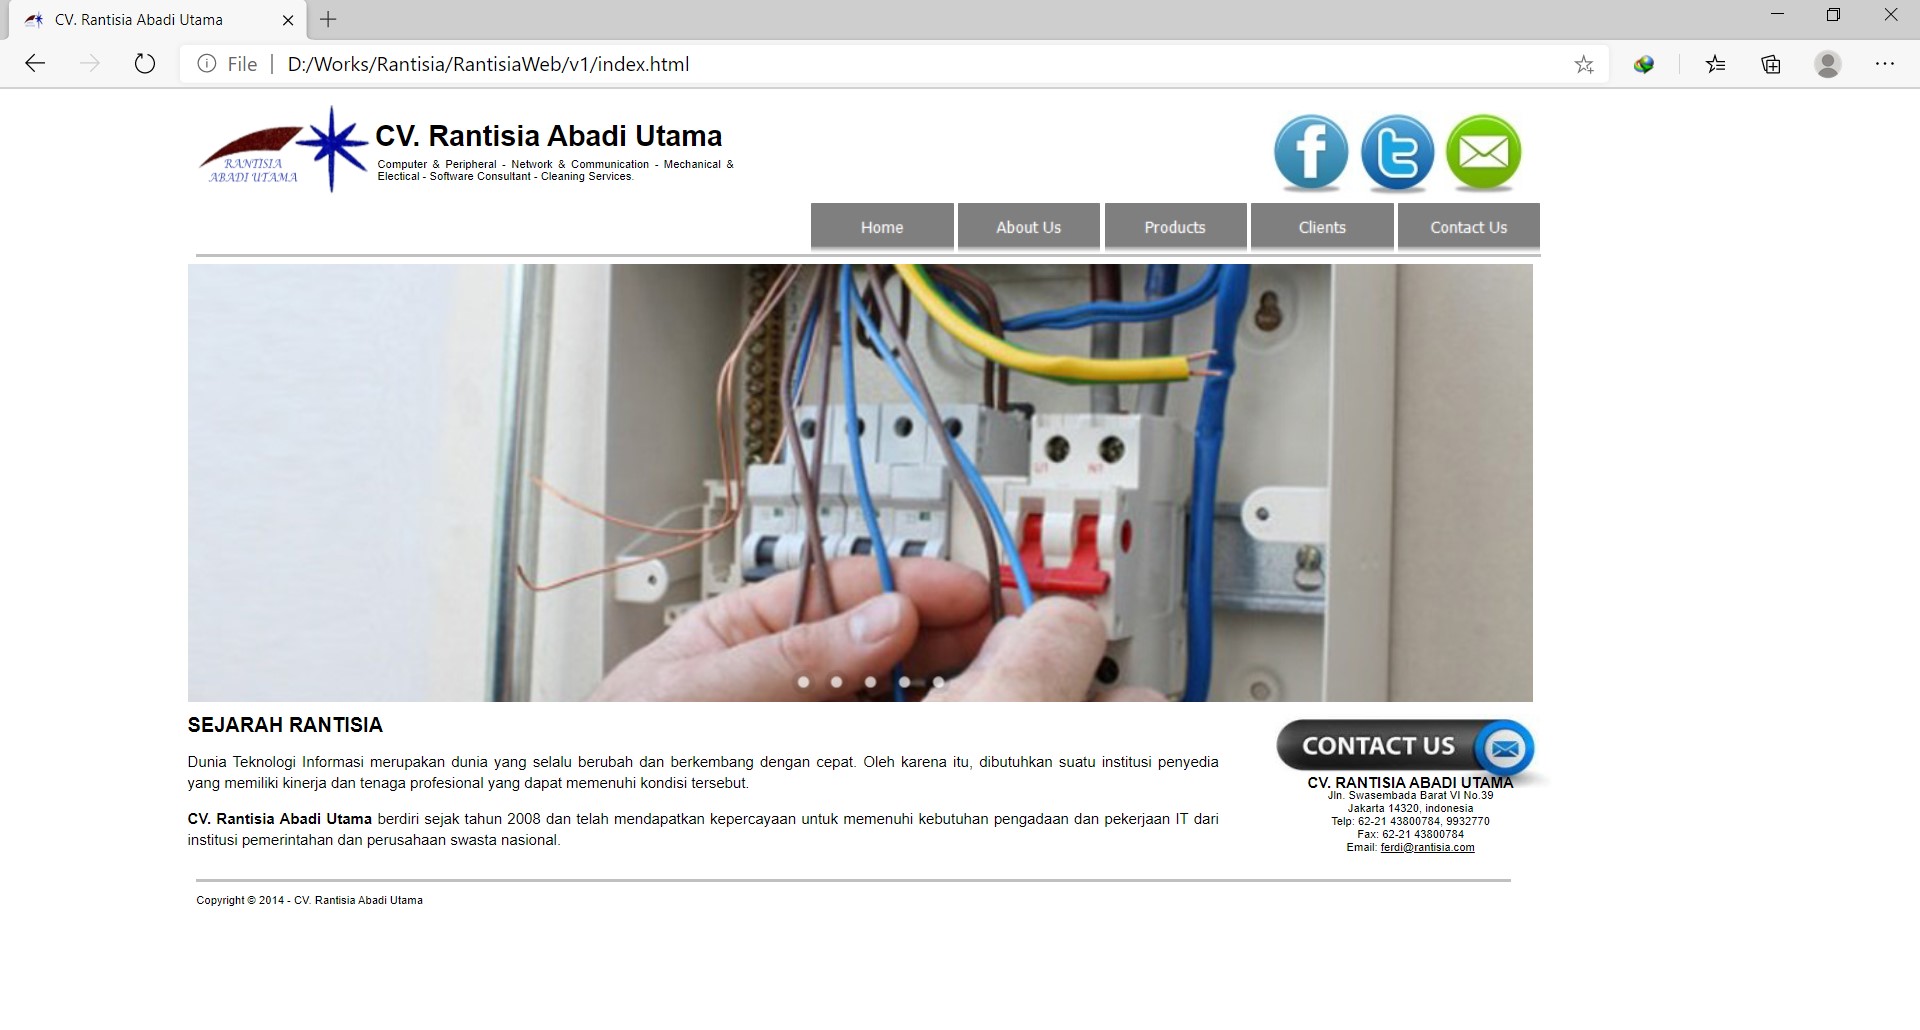 CV. Rantisia Abadi Utama
File
D:/Works/Rantisia/RantisiaWeb/v1/index.html
RANTISIA
ABADI UTAMA
CV. Rantisia Abadi Utama
Computer & Peripheral - Network & Communication - Mechanical &
Electical - Software Consultant - Cleaning Services.
Home
About Us
Products
Clients
Contact Us
N1
SEJARAH RANTISIA
Dunia Teknologi Informasi merupakan dunia yang selalu berubah dan berkembang dengan cepat. Oleh karena itu, dibutuhkan suatu institusi penyedia
yang memiliki kinerja dan tenaga profesional yang dapat memenuhi kondisi tersebut.
CV. Rantisia Abadi Utama berdiri sejak tahun 2008 dan telah mendapatkan kepercayaan untuk memenuhi kebutuhan pengadaan dan pekerjaan IT dari
institusi pemerintahan dan perusahaan swasta nasional.
CONTACT US
CV. RANTISIA ABADI UTAMA
Jln. Swasembada Barat VI No.39
Jakarta 14320, indonesia
Telp: 62-21 43800784, 9932770
Fax: 62-21 43800784
Email: ferdi@rantisia.com
Copyright © 2014 - CV. Rantisia Abadi Utama